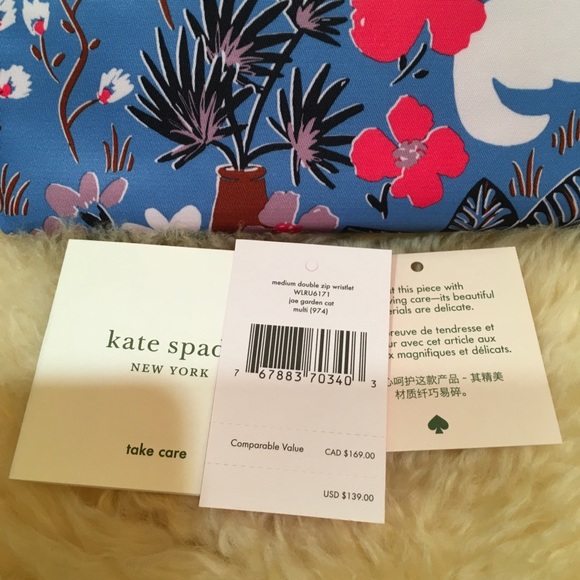 kate spad
NEW YORK
take care
medium double zip wristlet
WLRU6171
jae garden cat
multi (974)
7 67883 70340 3
Comparable Value CAD $169.00
USD $139.00
t this piece with
ving care—its beautiful
rials are delicate.
reuve de tendresse et
ur avec cet article aux
x magnifiques et délicats.
心呵护这款产品 - 其精美
材质纤巧易碎。